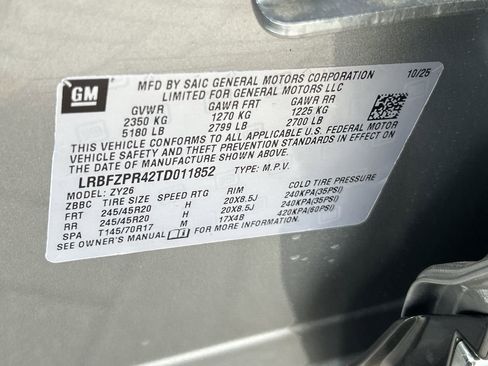 GM
MFD BY SAIC GENERAL MOTORS CORPORATION 10/25
LIMITED FOR GENERAL MOTORS LLC
GVWR GAWR FRT GAWR RR
2350 KG 1270 KG 1225 KG
5180 LB 2799 LB 2700 LB
THIS VEHICLE CONFORMS TO ALL APPLICABLE U.S. FEDERAL
MOTOR VEHICLE SAFETY, BUMPER, AND
THEFT PREVENTION STANDARDS IN EFFECT ON
THE DATE OF MANUFACTURE SHOWN ABOVE.
LRBFZPR42TD011852 TYPE: M.P.V.
MODEL: ZY26
ZBBC TIRE SIZE SPEED RTG RIM
FRT 245/45R20 H 20X8.5J 240KPA(35PSI)
RR 245/45R20 H 20X8.5J 240KPA(35PSI)
SPA T145/70R17 M 17X4B 420KPA(60PSI)
SEE OWNER'S MANUAL FOR MORE INFORMATION